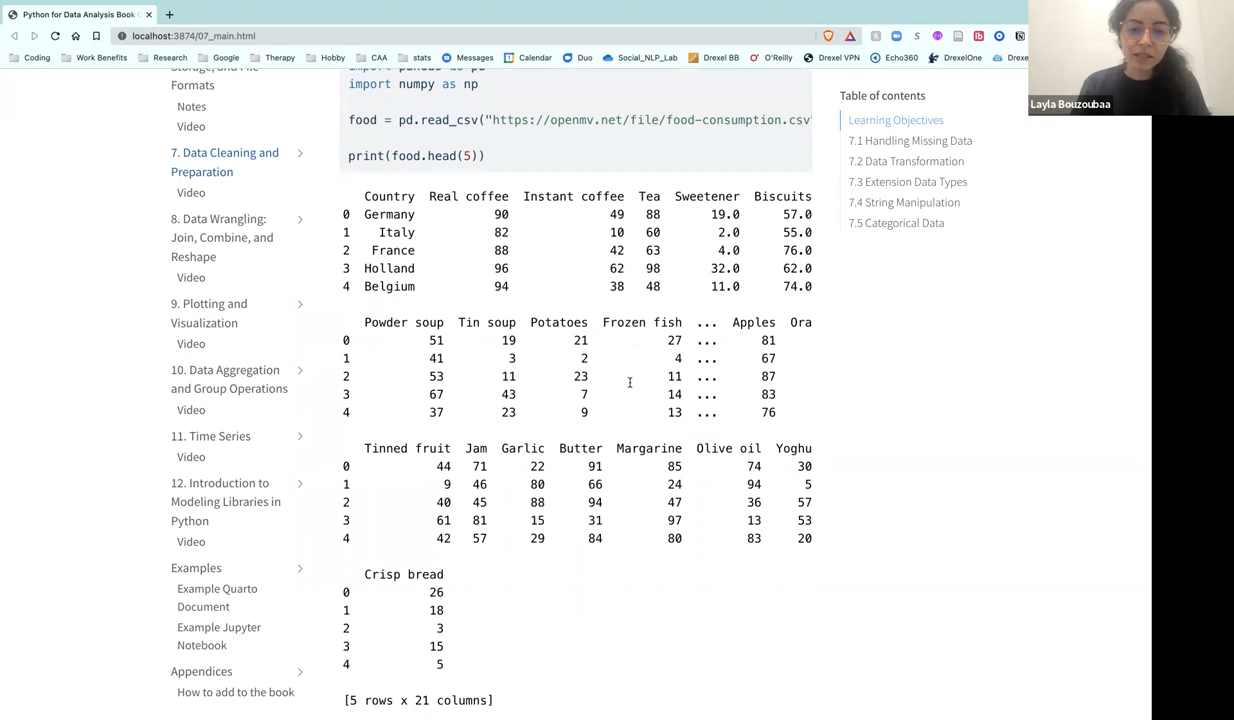 Python for Data Analysis Book
localhost:3874/07_main.html
Coding
Work Benefits
Research
Google
Therapy
Hobby
CAA
stats
Messages
Calendar
Duo
Social_NLP_Lab
Drexel BB
O'Reilly
Drexel VPN
Echo360
DrexelOne
Drexe
Layla Bouzoubaa
Storage, and File
Formats
Notes
Video
7. Data Cleaning and
Preparation
Video
8. Data Wrangling:
Join, Combine, and
Reshape
Video
9. Plotting and
Visualization
Video
10. Data Aggregation
and Group Operations
Video
11. Time Series
Video
12. Introduction to
Modeling Libraries in
Python
Video
Examples
Example Quarto
Document
Example Jupyter
Notebook
Appendices
How to add to the book
import pandas as pd
import numpy as np
food = pd.read_csv("https://openmv.net/file/food-consumption.csv"
print(food.head(5))
Country Real coffee Instant coffee Tea Sweetener Biscuits
0 Germany 90 49 88 19.0 57.0
1 Italy 82 10 60 2.0 55.0
2 France 88 42 63 4.0 76.0
3 Holland 96 62 98 32.0 62.0
4 Belgium 94 38 48 11.0 74.0
Powder soup Tin soup Potatoes Frozen fish ... Apples Ora
0 51 19 21 27 ... 81
1 41 3 2 4 ... 67
2 53 11 23 11 ... 87
3 67 43 7 14 ... 83
4 37 23 9 13 ... 76
Tinned fruit Jam Garlic Butter Margarine Olive oil Yoghu
0 44 71 22 91 85 74 30
1 9 46 80 66 24 94 5
2 40 45 88 94 47 36 57
3 61 81 15 31 97 13 53
4 42 57 29 84 80 83 20
Crisp bread
0 26
1 18
2 3
3 15
4 5
[5 rows x 21 columns]
Table of contents
Learning Objectives
7.1 Handling Missing Data
7.2 Data Transformation
7.3 Extension Data Types
7.4 String Manipulation
7.5 Categorical Data